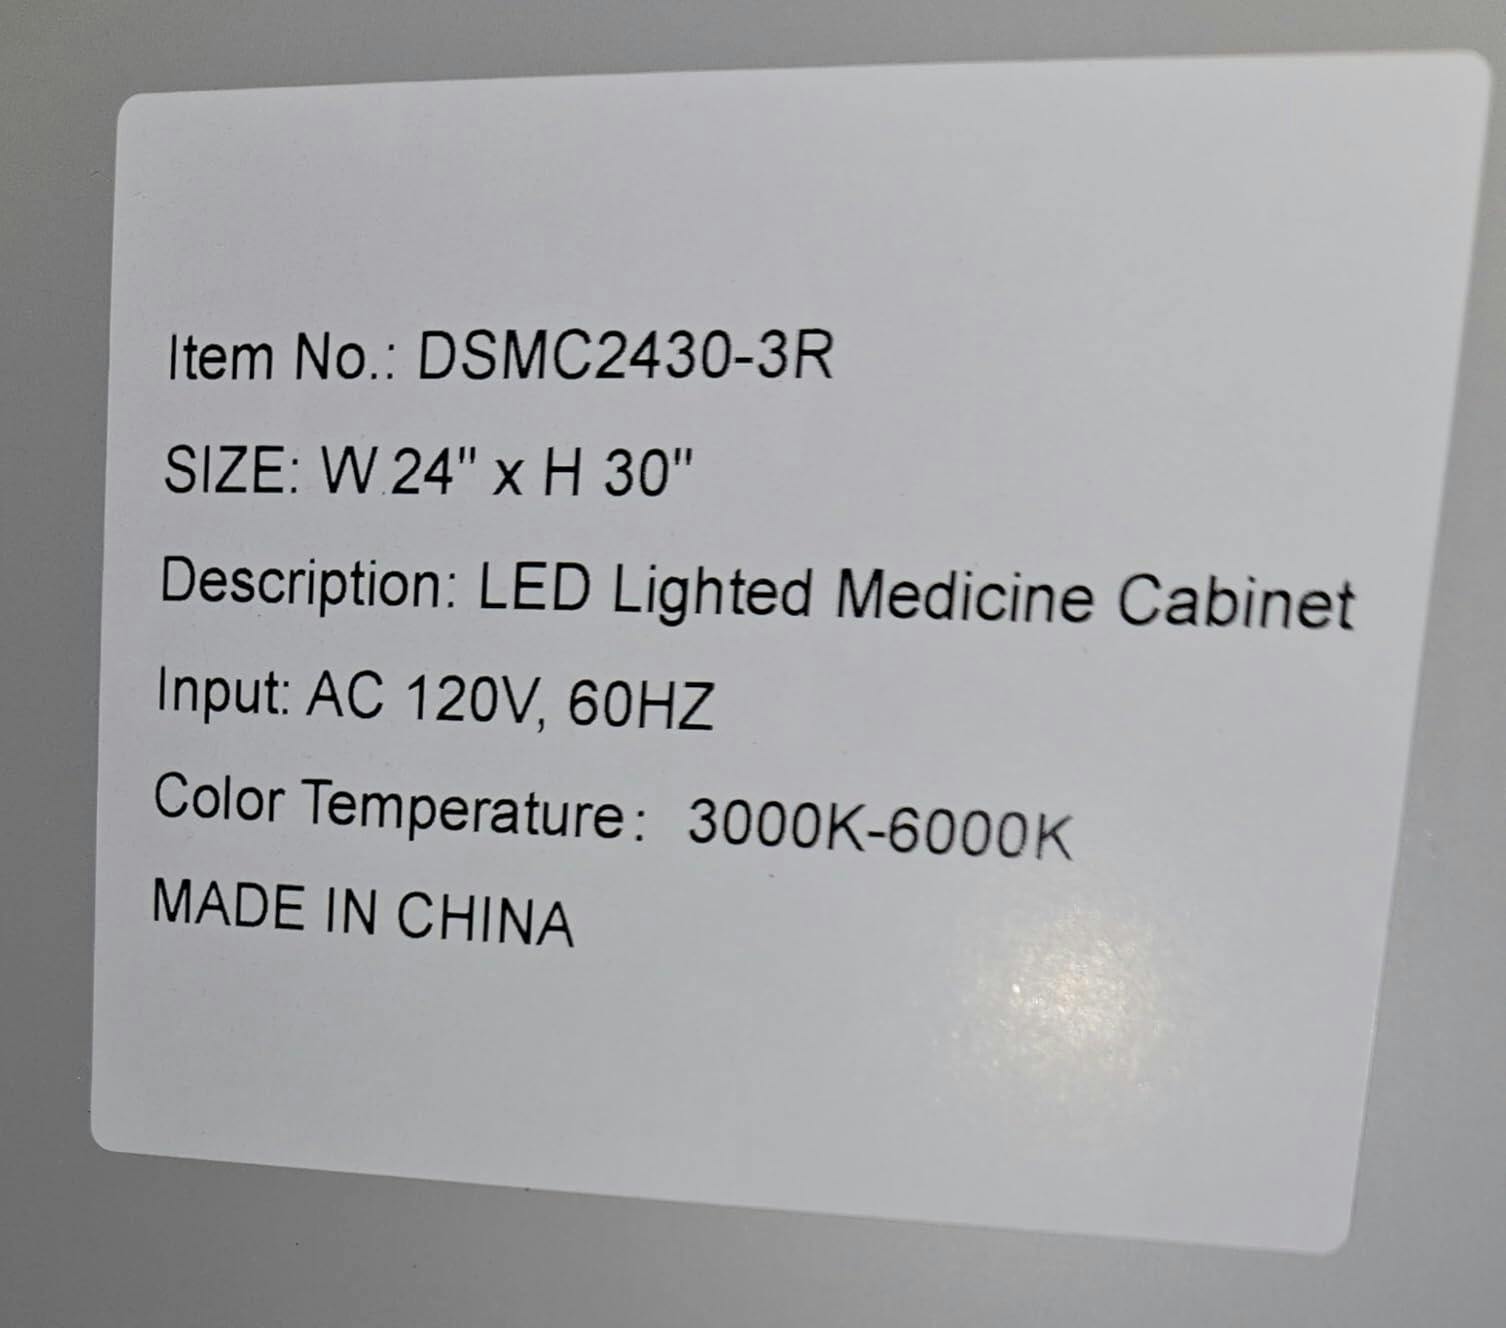 Item No.: DSMC2430-3R
SIZE: W 24" x H 30"
Description: LED Lighted Medicine Cabinet
Input: AC 120V, 60HZ
Color Temperature: 3000K-6000K
MADE IN CHINA